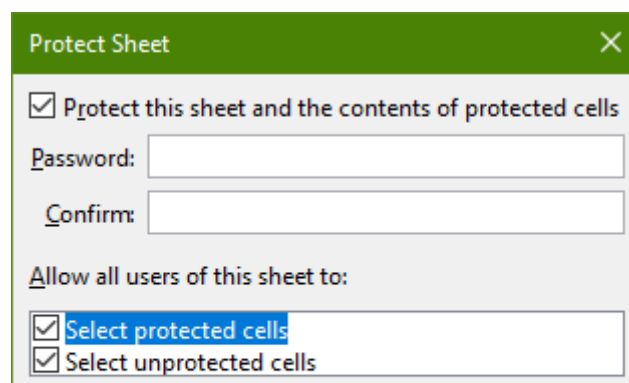 Protect Sheet
Protect this sheet and the contents of protected cells
Password:
Confirm:
Allow all users of this sheet to:
Select protected cells
Select unprotected cells